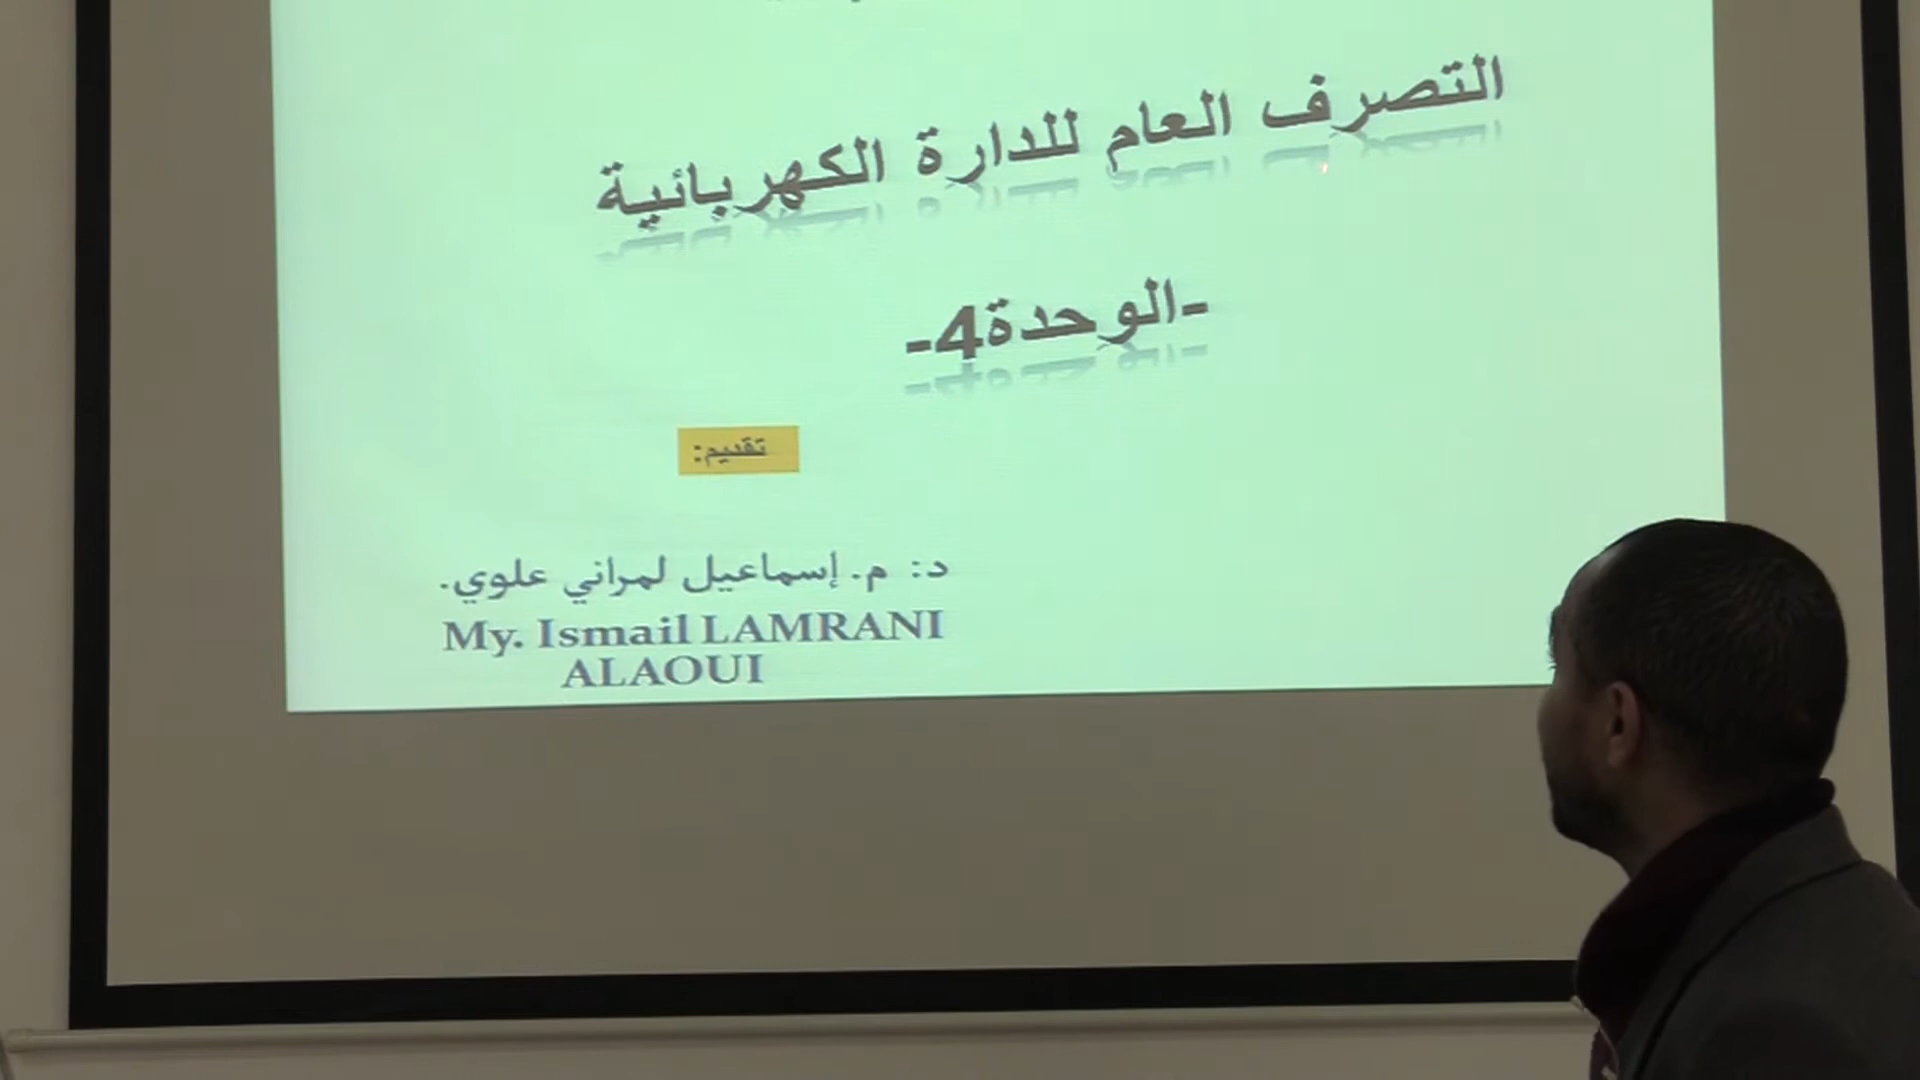 التصرف العام للدارة الكهربائية
-الوحدة4-
تقديم:
د: م. إسماعيل لمراني علوي.
My. Ismail LAMRANI
ALAOUI